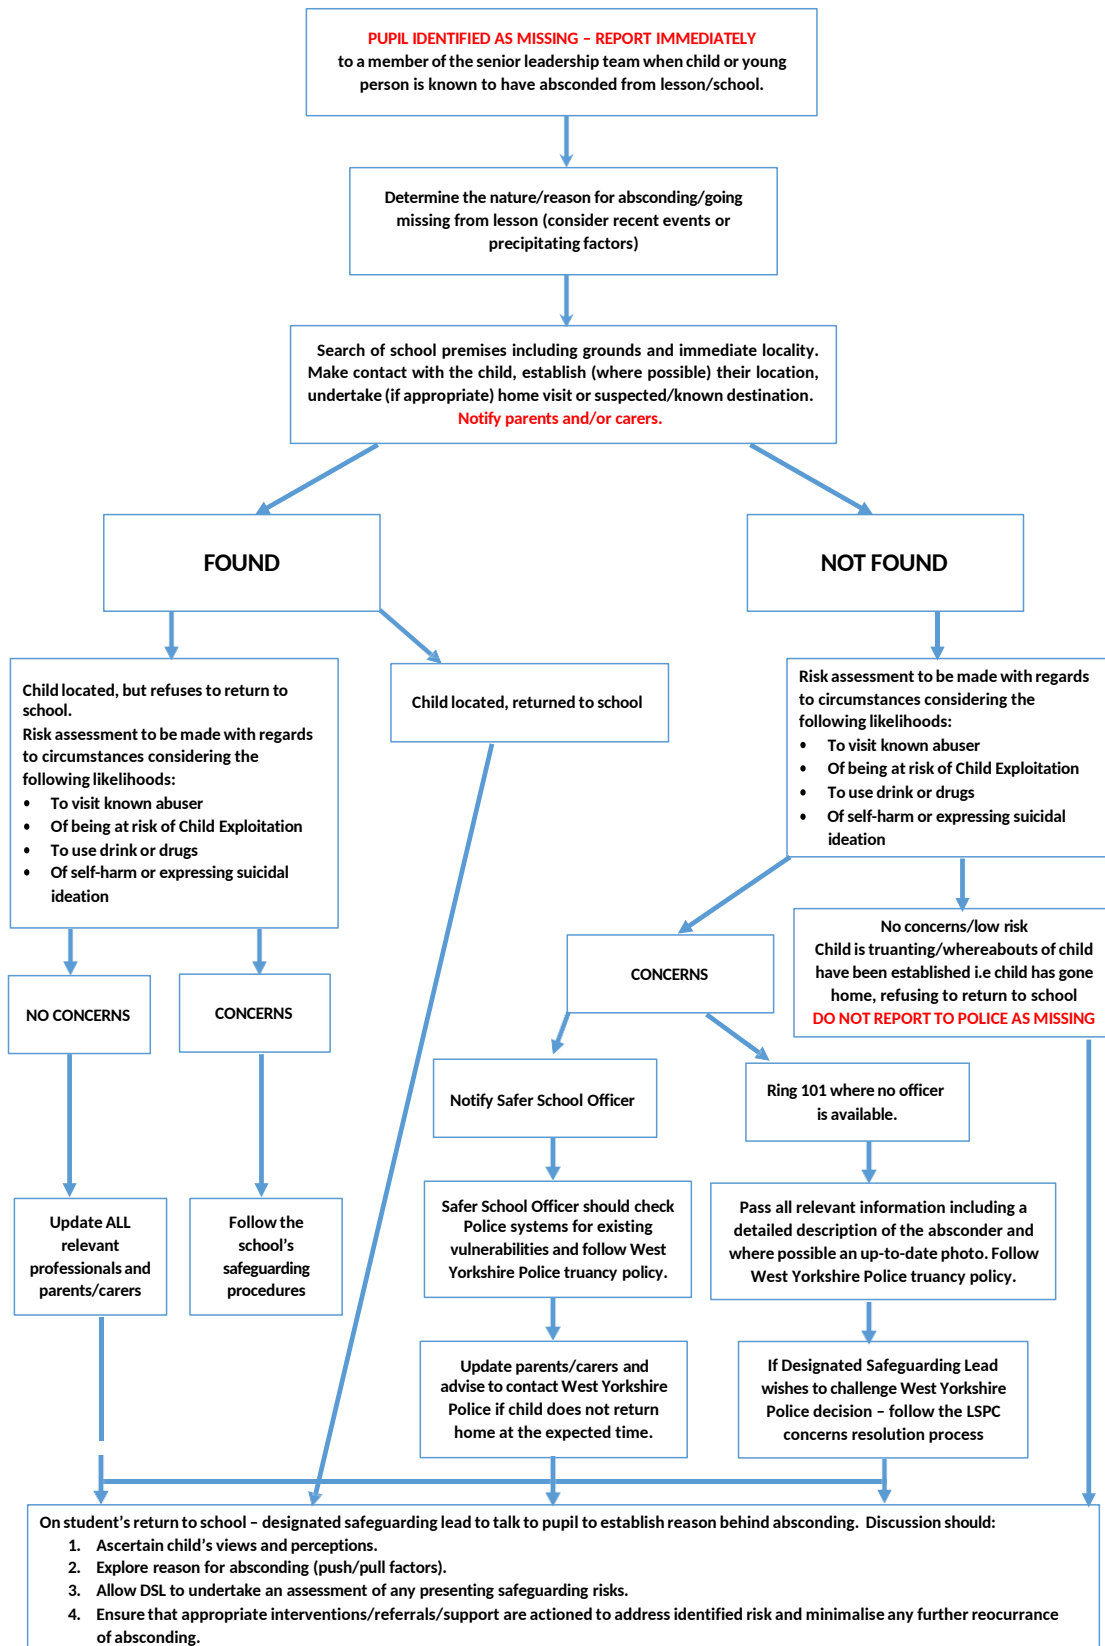 PUPIL IDENTIFIED AS MISSING – REPORT IMMEDIATELY
to a member of the senior leadership team when child or young
person is known to have absconded from lesson/school.
Determine the nature/reason for absconding/going
missing from lesson (consider recent events or
precipitating factors)
Search of school premises including grounds and immediate locality.
Make contact with the child, establish (where possible) their location,
undertake (if appropriate) home visit or suspected/known destination.
Notify parents and/or carers.
FOUND
NOT FOUND
Child located, but refuses to return to
school.
Risk assessment to be made with regards
to circumstances considering the
following likelihoods:
• To visit known abuser
• Of being at risk of Child Exploitation
• To use drink or drugs
• Of self-harm or expressing suicidal
ideation
Child located, returned to school
Risk assessment to be made with regards
to circumstances considering the
following likelihoods:
• To visit known abuser
• Of being at risk of Child Exploitation
• To use drink or drugs
• Of self-harm or expressing suicidal
ideation
NO CONCERNS
CONCERNS
CONCERNS
No concerns/low risk
Child is truanting/whereabouts of child
have been established i.e child has gone
home, refusing to return to school
DO NOT REPORT TO POLICE AS MISSING
Notify Safer School Officer
Ring 101 where no officer
is available.
Update ALL
relevant
professionals and
parents/carers
Follow the
school's
safeguarding
procedures
Safer School Officer should check
Police systems for existing
vulnerabilities and follow West
Yorkshire Police truancy policy.
Pass all relevant information including a
detailed description of the absconder and
where possible an up-to-date photo. Follow
West Yorkshire Police truancy policy.
Update parents/carers and
advise to contact West Yorkshire
Police if child does not return
home at the expected time.
If Designated Safeguarding Lead
wishes to challenge West Yorkshire
Police decision – follow the LSPC
concerns resolution process
On student's return to school – designated safeguarding lead to talk to pupil to establish reason behind absconding. Discussion should:
1. Ascertain child's views and perceptions.
2. Explore reason for absconding (push/pull factors).
3. Allow DSL to undertake an assessment of any presenting safeguarding risks.
4. Ensure that appropriate interventions/referrals/support are actioned to address identified risk and minimalise any further reocurrance
of absconding.